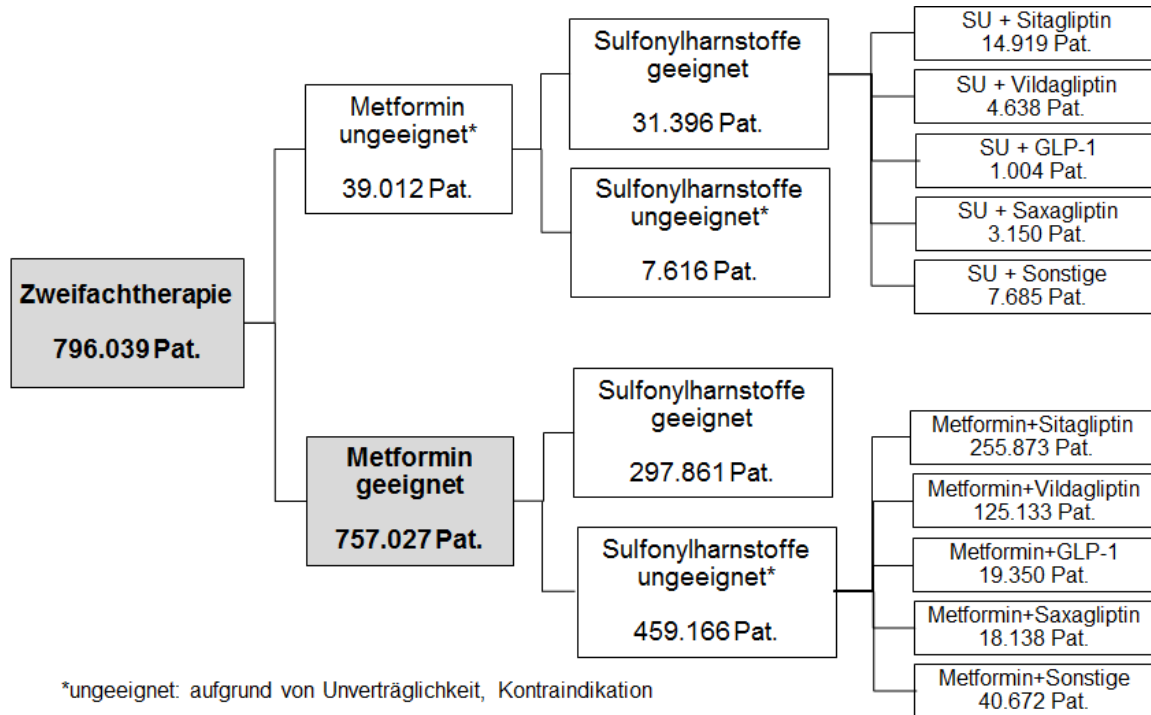 Zweifachtherapie
796.039 Pat.
Metformin
ungeeignet*
39.012 Pat.
Sulfonylharnstoffe
geeignet
31.396 Pat.
Sulfonylharnstoffe
ungeeignet*
7.616 Pat.
SU + Sitagliptin
14.919 Pat.
SU + Vildagliptin
4.638 Pat.
SU + GLP-1
1.004 Pat.
SU + Saxagliptin
3.150 Pat.
SU + Sonstige
7.685 Pat.
Metformin
geeignet
757.027 Pat.
Sulfonylharnstoffe
geeignet
297.861 Pat.
Sulfonylharnstoffe
ungeeignet*
459.166 Pat.
Metformin+Sitagliptin
255.873 Pat.
Metformin+Vildagliptin
125.133 Pat.
Metformin+GLP-1
19.350 Pat.
Metformin+Saxagliptin
18.138 Pat.
Metformin+Sonstige
40.672 Pat.
*ungeeignet: aufgrund von Unverträglichkeit, Kontraindikation